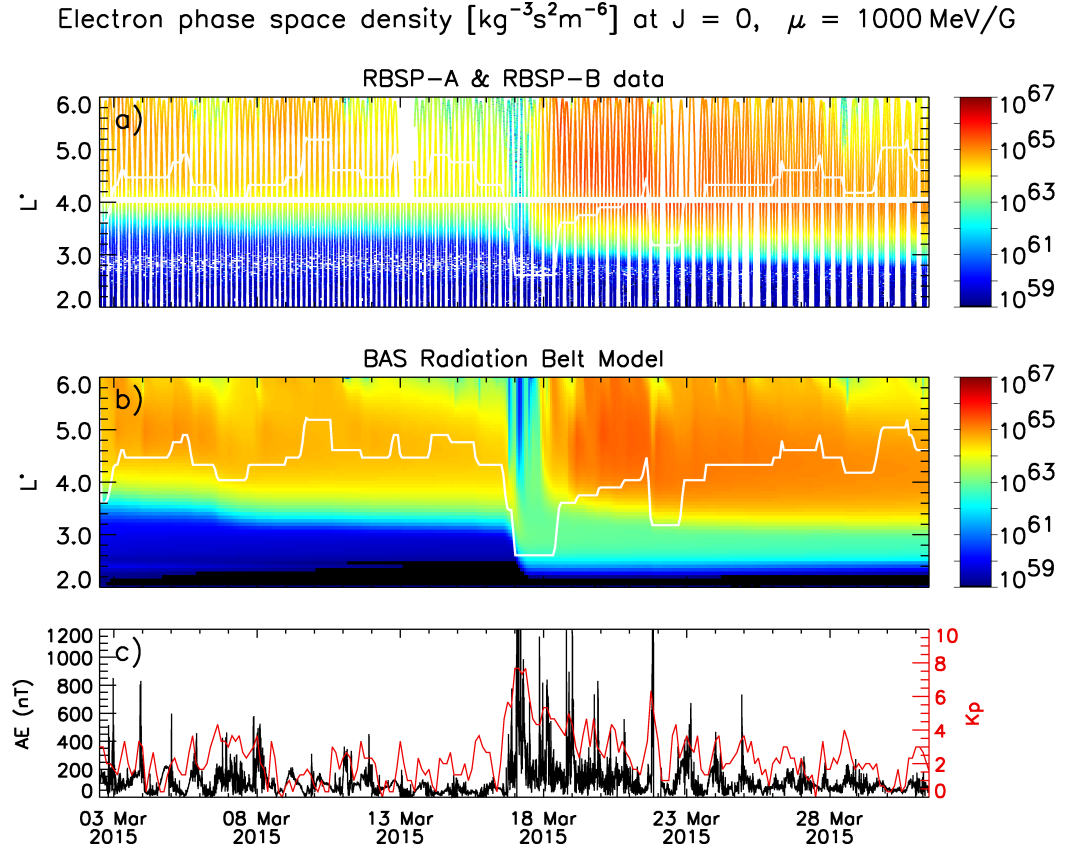 Electron phase space density [kg⁻³s²m⁻⁶] at J = 0, μ = 1000 MeV/G
RBSP-A & RBSP-B data
a)
6.0
5.0
4.0
3.0
2.0
L*
10⁶⁷
10⁶⁵
10⁶³
10⁶¹
10⁵⁹
BAS Radiation Belt Model
b)
6.0
5.0
4.0
3.0
2.0
L*
10⁶⁷
10⁶⁵
10⁶³
10⁶¹
10⁵⁹
c)
1200
1000
800
600
400
200
0
AE (nT)
10
8
6
4
2
0
Kp
03 Mar 08 Mar 13 Mar 18 Mar 23 Mar 28 Mar
2015 2015 2015 2015 2015 2015